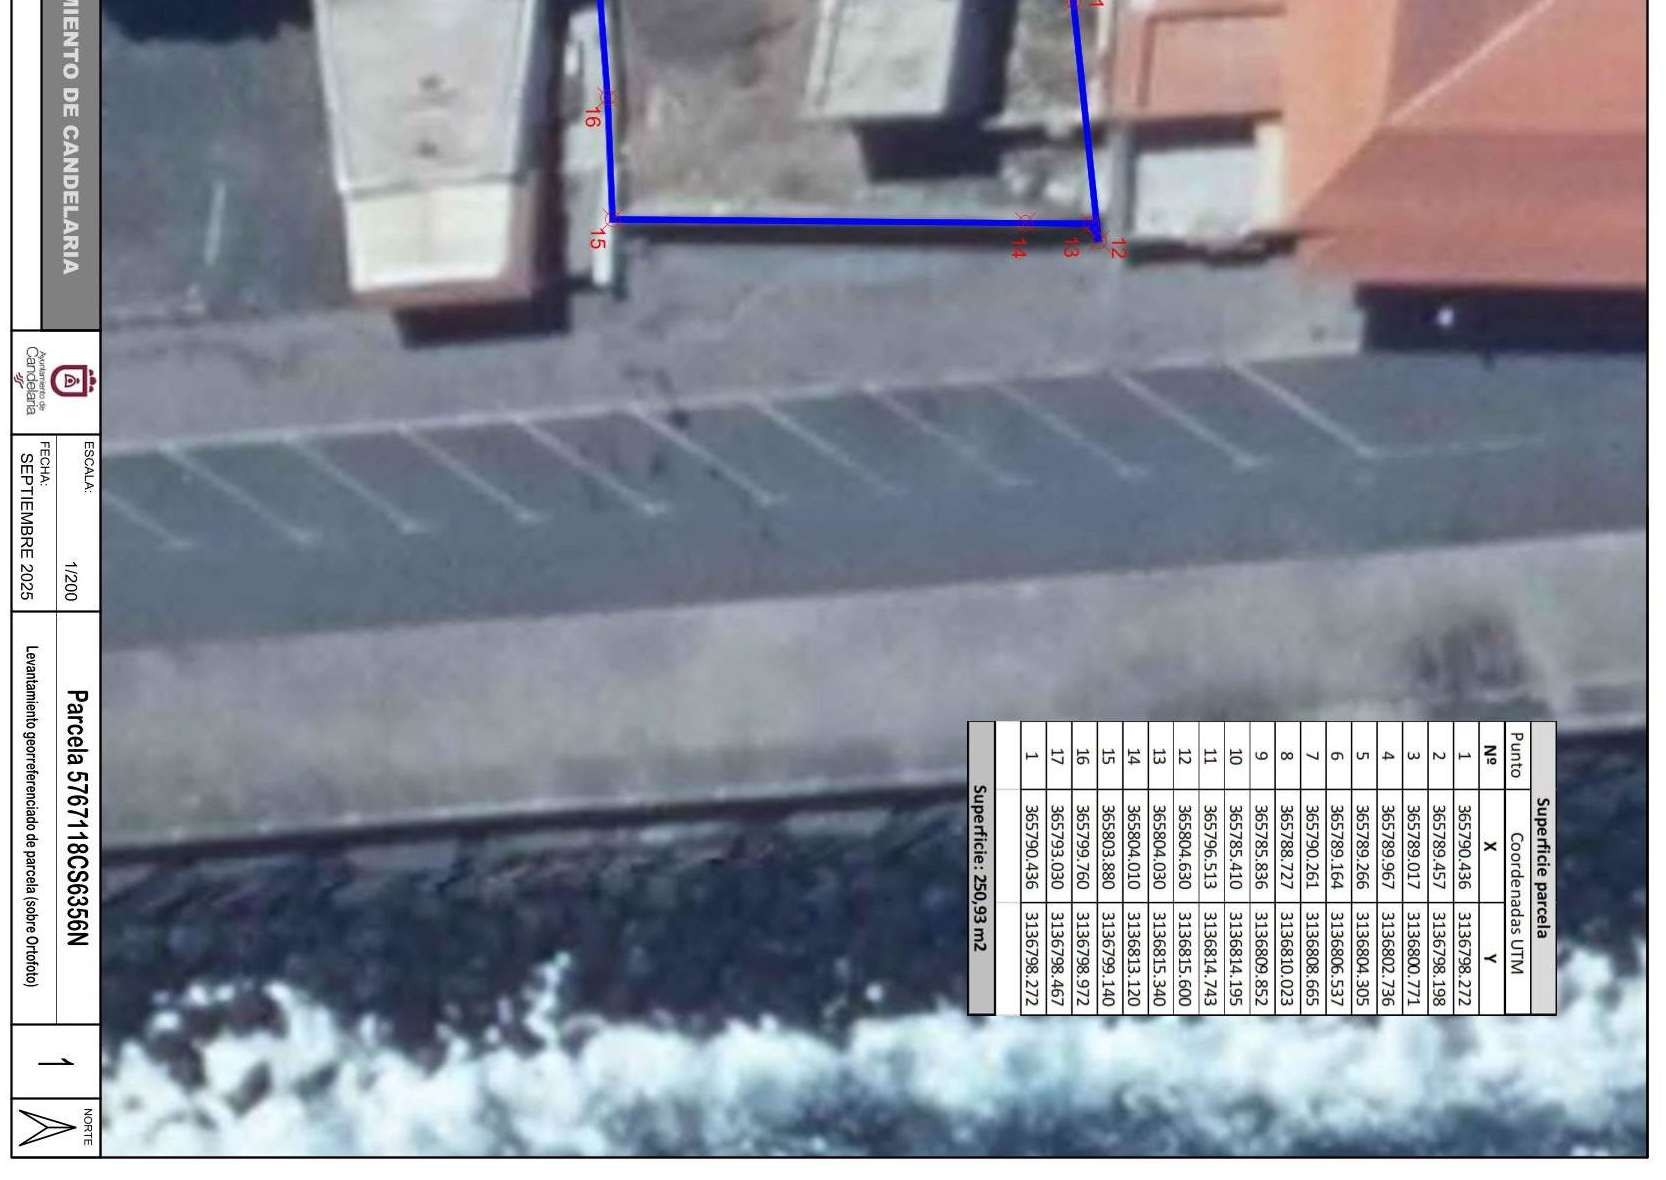 MIENTO DE CANDELARIA
Ayuntamiento de
Candelaria
ESCALA:
1/200
FECHA:
SEPTIEMBRE 2025
Parcela 5767118CS6356N
Levantamiento georreferenciado de parcela (sobre Ortofoto)
1
NORTE
1
16
15
14
13
12
Superficie parcela
Punto Coordenadas UTM
Nº X Y
1 365790.436 3136798.272
2 365789.457 3136798.198
3 365789.017 3136800.771
4 365789.967 3136802.736
5 365789.266 3136804.305
6 365789.164 3136806.537
7 365790.261 3136808.665
8 365788.727 3136810.023
9 365785.836 3136809.852
10 365785.410 3136814.195
11 365796.513 3136814.743
12 365804.630 3136815.600
13 365804.030 3136815.340
14 365804.010 3136813.120
15 365803.880 3136799.140
16 365799.760 3136798.972
17 365793.030 3136798.467
1 365790.436 3136798.272
Superficie: 250,93 m2